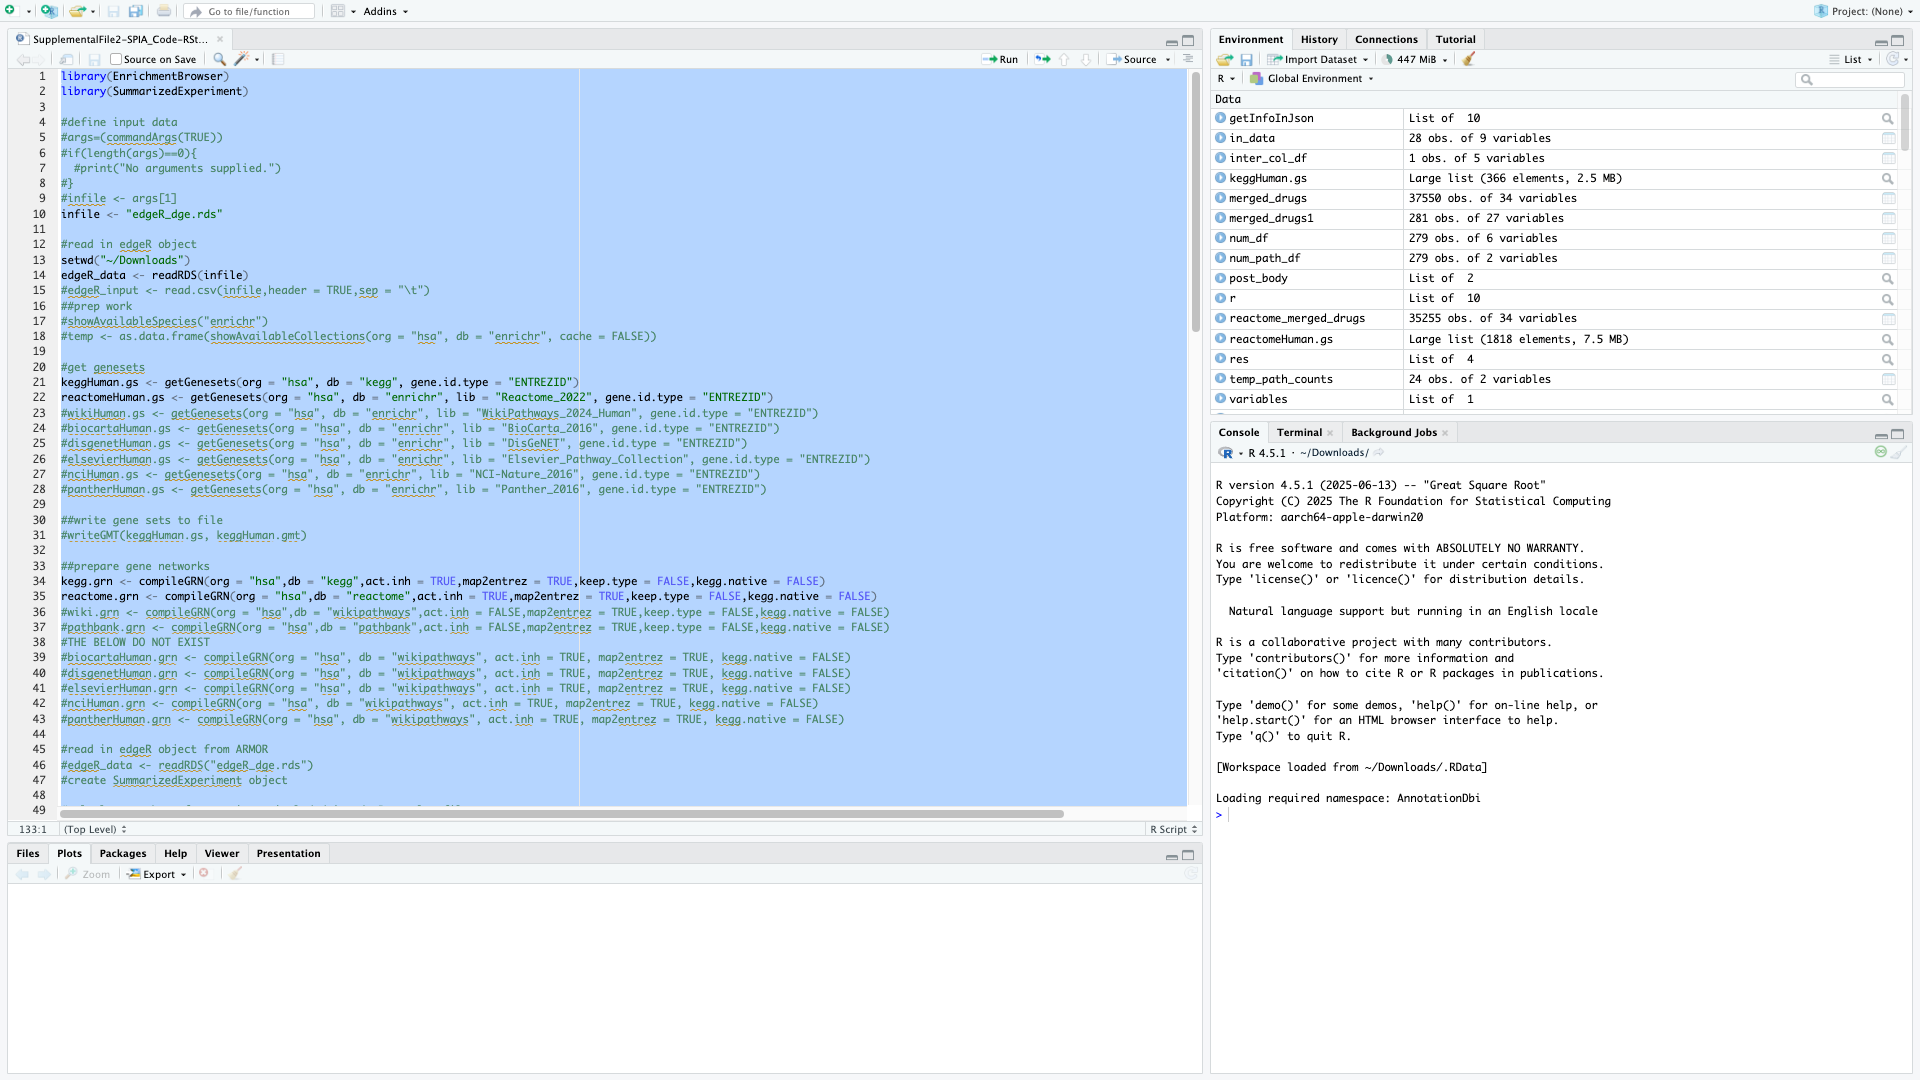 Go to file/function
Addins
Project: (None)
SupplementalFile2-SPIA_Code-RSt...
Source on Save
Run
Source
1 library(EnrichmentBrowser)
2 library(SummarizedExperiment)
3
4 #define input data
5 #args=(commandArgs(TRUE))
6 #if(length(args)==0){
7   #print("No arguments supplied.")
8 #}
9 #infile <- args[1]
10 infile <- "edgeR_dge.rds"
11
12 #read in edgeR object
13 setwd("~/Downloads")
14 edgeR_data <- readRDS(infile)
15 #edgeR_input <- read.csv(infile,header = TRUE,sep = "\t")
16 ##prep work
17 #showAvailableSpecies("enrichr")
18 #temp <- as.data.frame(showAvailableCollections(org = "hsa", db = "enrichr", cache = FALSE))
19
20 #get genesets
21 keggHuman.gs <- getGenesets(org = "hsa", db = "kegg", gene.id.type = "ENTREZID")
22 reactomeHuman.gs <- getGenesets(org = "hsa", db = "enrichr", lib = "Reactome_2022", gene.id.type = "ENTREZID")
23 #wikiHuman.gs <- getGenesets(org = "hsa", db = "enrichr", lib = "WikiPathways_2024_Human", gene.id.type = "ENTREZID")
24 #biocartaHuman.gs <- getGenesets(org = "hsa", db = "enrichr", lib = "BioCarta_2016", gene.id.type = "ENTREZID")
25 #disgenetHuman.gs <- getGenesets(org = "hsa", db = "enrichr", lib = "DisGeNET", gene.id.type = "ENTREZID")
26 #elsevierHuman.gs <- getGenesets(org = "hsa", db = "enrichr", lib = "Elsevier_Pathway_Collection", gene.id.type = "ENTREZID")
27 #nciHuman.gs <- getGenesets(org = "hsa", db = "enrichr", lib = "NCI-Nature_2016", gene.id.type = "ENTREZID")
28 #pantherHuman.gs <- getGenesets(org = "hsa", db = "enrichr", lib = "Panther_2016", gene.id.type = "ENTREZID")
29
30 ##write gene sets to file
31 #writeGMT(keggHuman.gs, keggHuman.gmt)
32
33 ##prepare gene networks
34 kegg.grn <- compileGRN(org = "hsa",db = "kegg",act.inh = TRUE,map2entrez = TRUE,keep.type = FALSE,kegg.native = FALSE)
35 reactome.grn <- compileGRN(org = "hsa",db = "reactome",act.inh = TRUE,map2entrez = TRUE,keep.type = FALSE,kegg.native = FALSE)
36 #wiki.grn <- compileGRN(org = "hsa",db = "wikipathways",act.inh = FALSE,map2entrez = TRUE,keep.type = FALSE,kegg.native = FALSE)
37 #pathbank.grn <- compileGRN(org = "hsa",db = "pathbank",act.inh = FALSE,map2entrez = TRUE,keep.type = FALSE,kegg.native = FALSE)
38 #THE BELOW DO NOT EXIST
39 #biocartaHuman.grn <- compileGRN(org = "hsa", db = "wikipathways", act.inh = TRUE, map2entrez = TRUE, kegg.native = FALSE)
40 #disgenetHuman.grn <- compileGRN(org = "hsa", db = "wikipathways", act.inh = TRUE, map2entrez = TRUE, kegg.native = FALSE)
41 #elsevierHuman.grn <- compileGRN(org = "hsa", db = "wikipathways", act.inh = TRUE, map2entrez = TRUE, kegg.native = FALSE)
42 #nciHuman.grn <- compileGRN(org = "hsa", db = "wikipathways", act.inh = TRUE, map2entrez = TRUE, kegg.native = FALSE)
43 #pantherHuman.grn <- compileGRN(org = "hsa", db = "wikipathways", act.inh = TRUE, map2entrez = TRUE, kegg.native = FALSE)
44
45 #read in edgeR object from ARMOR
46 #edgeR_data <- readRDS("edgeR_dge.rds")
47 #create SummarizedExperiment object
48
49
133:1 (Top Level) R Script
Files Plots Packages Help Viewer Presentation
Zoom Export
Environment History Connections Tutorial
Import Dataset 447 MiB List
R Global Environment
Data
getInfoInJson List of 10
in_data 28 obs. of 9 variables
inter_col_df 1 obs. of 5 variables
keggHuman.gs Large list (366 elements, 2.5 MB)
merged_drugs 37550 obs. of 34 variables
merged_drugs1 281 obs. of 27 variables
num_df 279 obs. of 6 variables
num_path_df 279 obs. of 2 variables
post_body List of 2
r List of 10
reactome_merged_drugs 35255 obs. of 34 variables
reactomeHuman.gs Large list (1818 elements, 7.5 MB)
res List of 4
temp_path_counts 24 obs. of 2 variables
variables List of 1
Console Terminal Background Jobs
R 4.5.1 · ~/Downloads/
R version 4.5.1 (2025-06-13) -- "Great Square Root"
Copyright (C) 2025 The R Foundation for Statistical Computing
Platform: aarch64-apple-darwin20
R is free software and comes with ABSOLUTELY NO WARRANTY.
You are welcome to redistribute it under certain conditions.
Type 'license()' or 'licence()' for distribution details.
Natural language support but running in an English locale
R is a collaborative project with many contributors.
Type 'contributors()' for more information and
'citation()' on how to cite R or R packages in publications.
Type 'demo()' for some demos, 'help()' for on-line help, or
'help.start()' for an HTML browser interface to help.
Type 'q()' to quit R.
[Workspace loaded from ~/Downloads/.RData]
Loading required namespace: AnnotationDbi
>